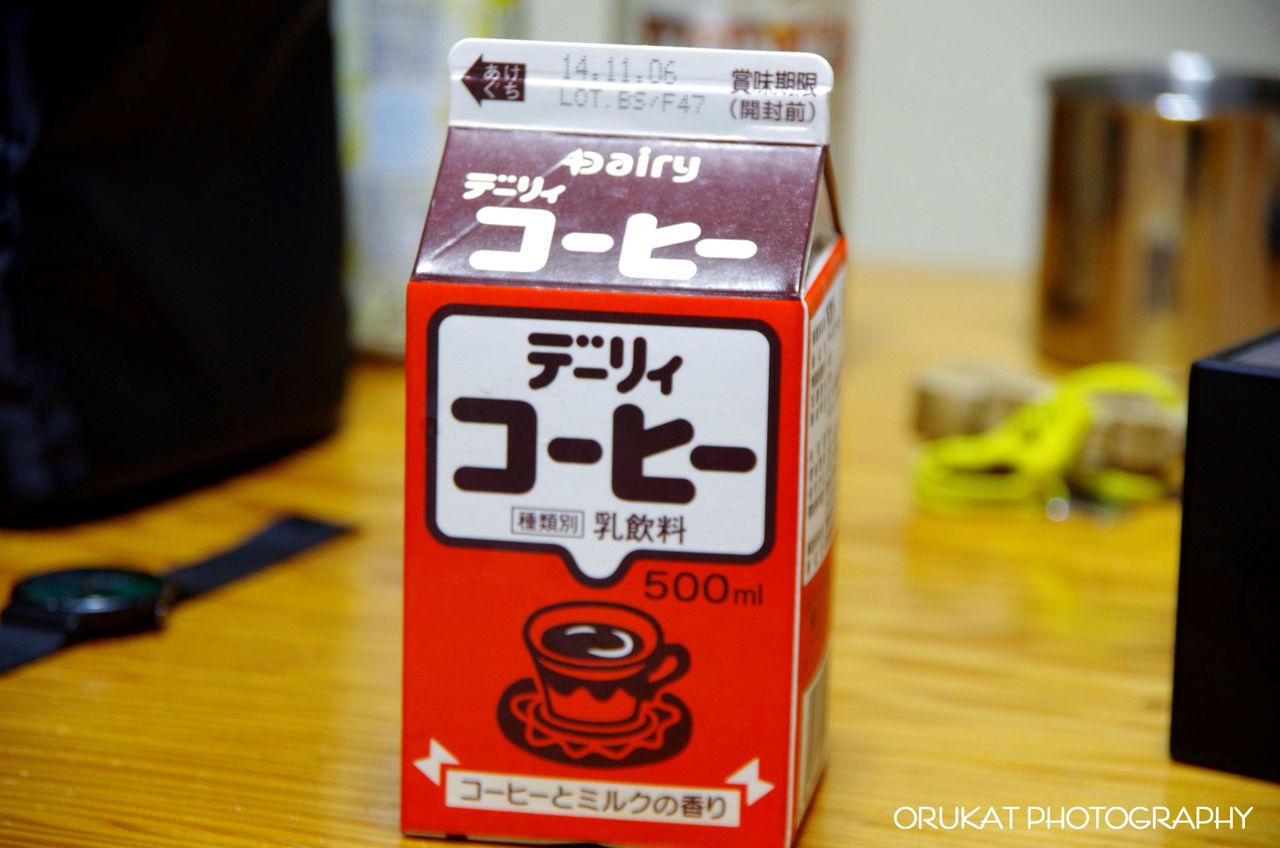 あけぐち
14.11.06
LOT.BS/F47
賞味期限
(開封前)
Dairy
デーリィ
コーヒー
デーリィ
コーヒー
種類別 乳飲料
500ml
コーヒーとミルクの香り
ORUKAT PHOTOGRAPHY